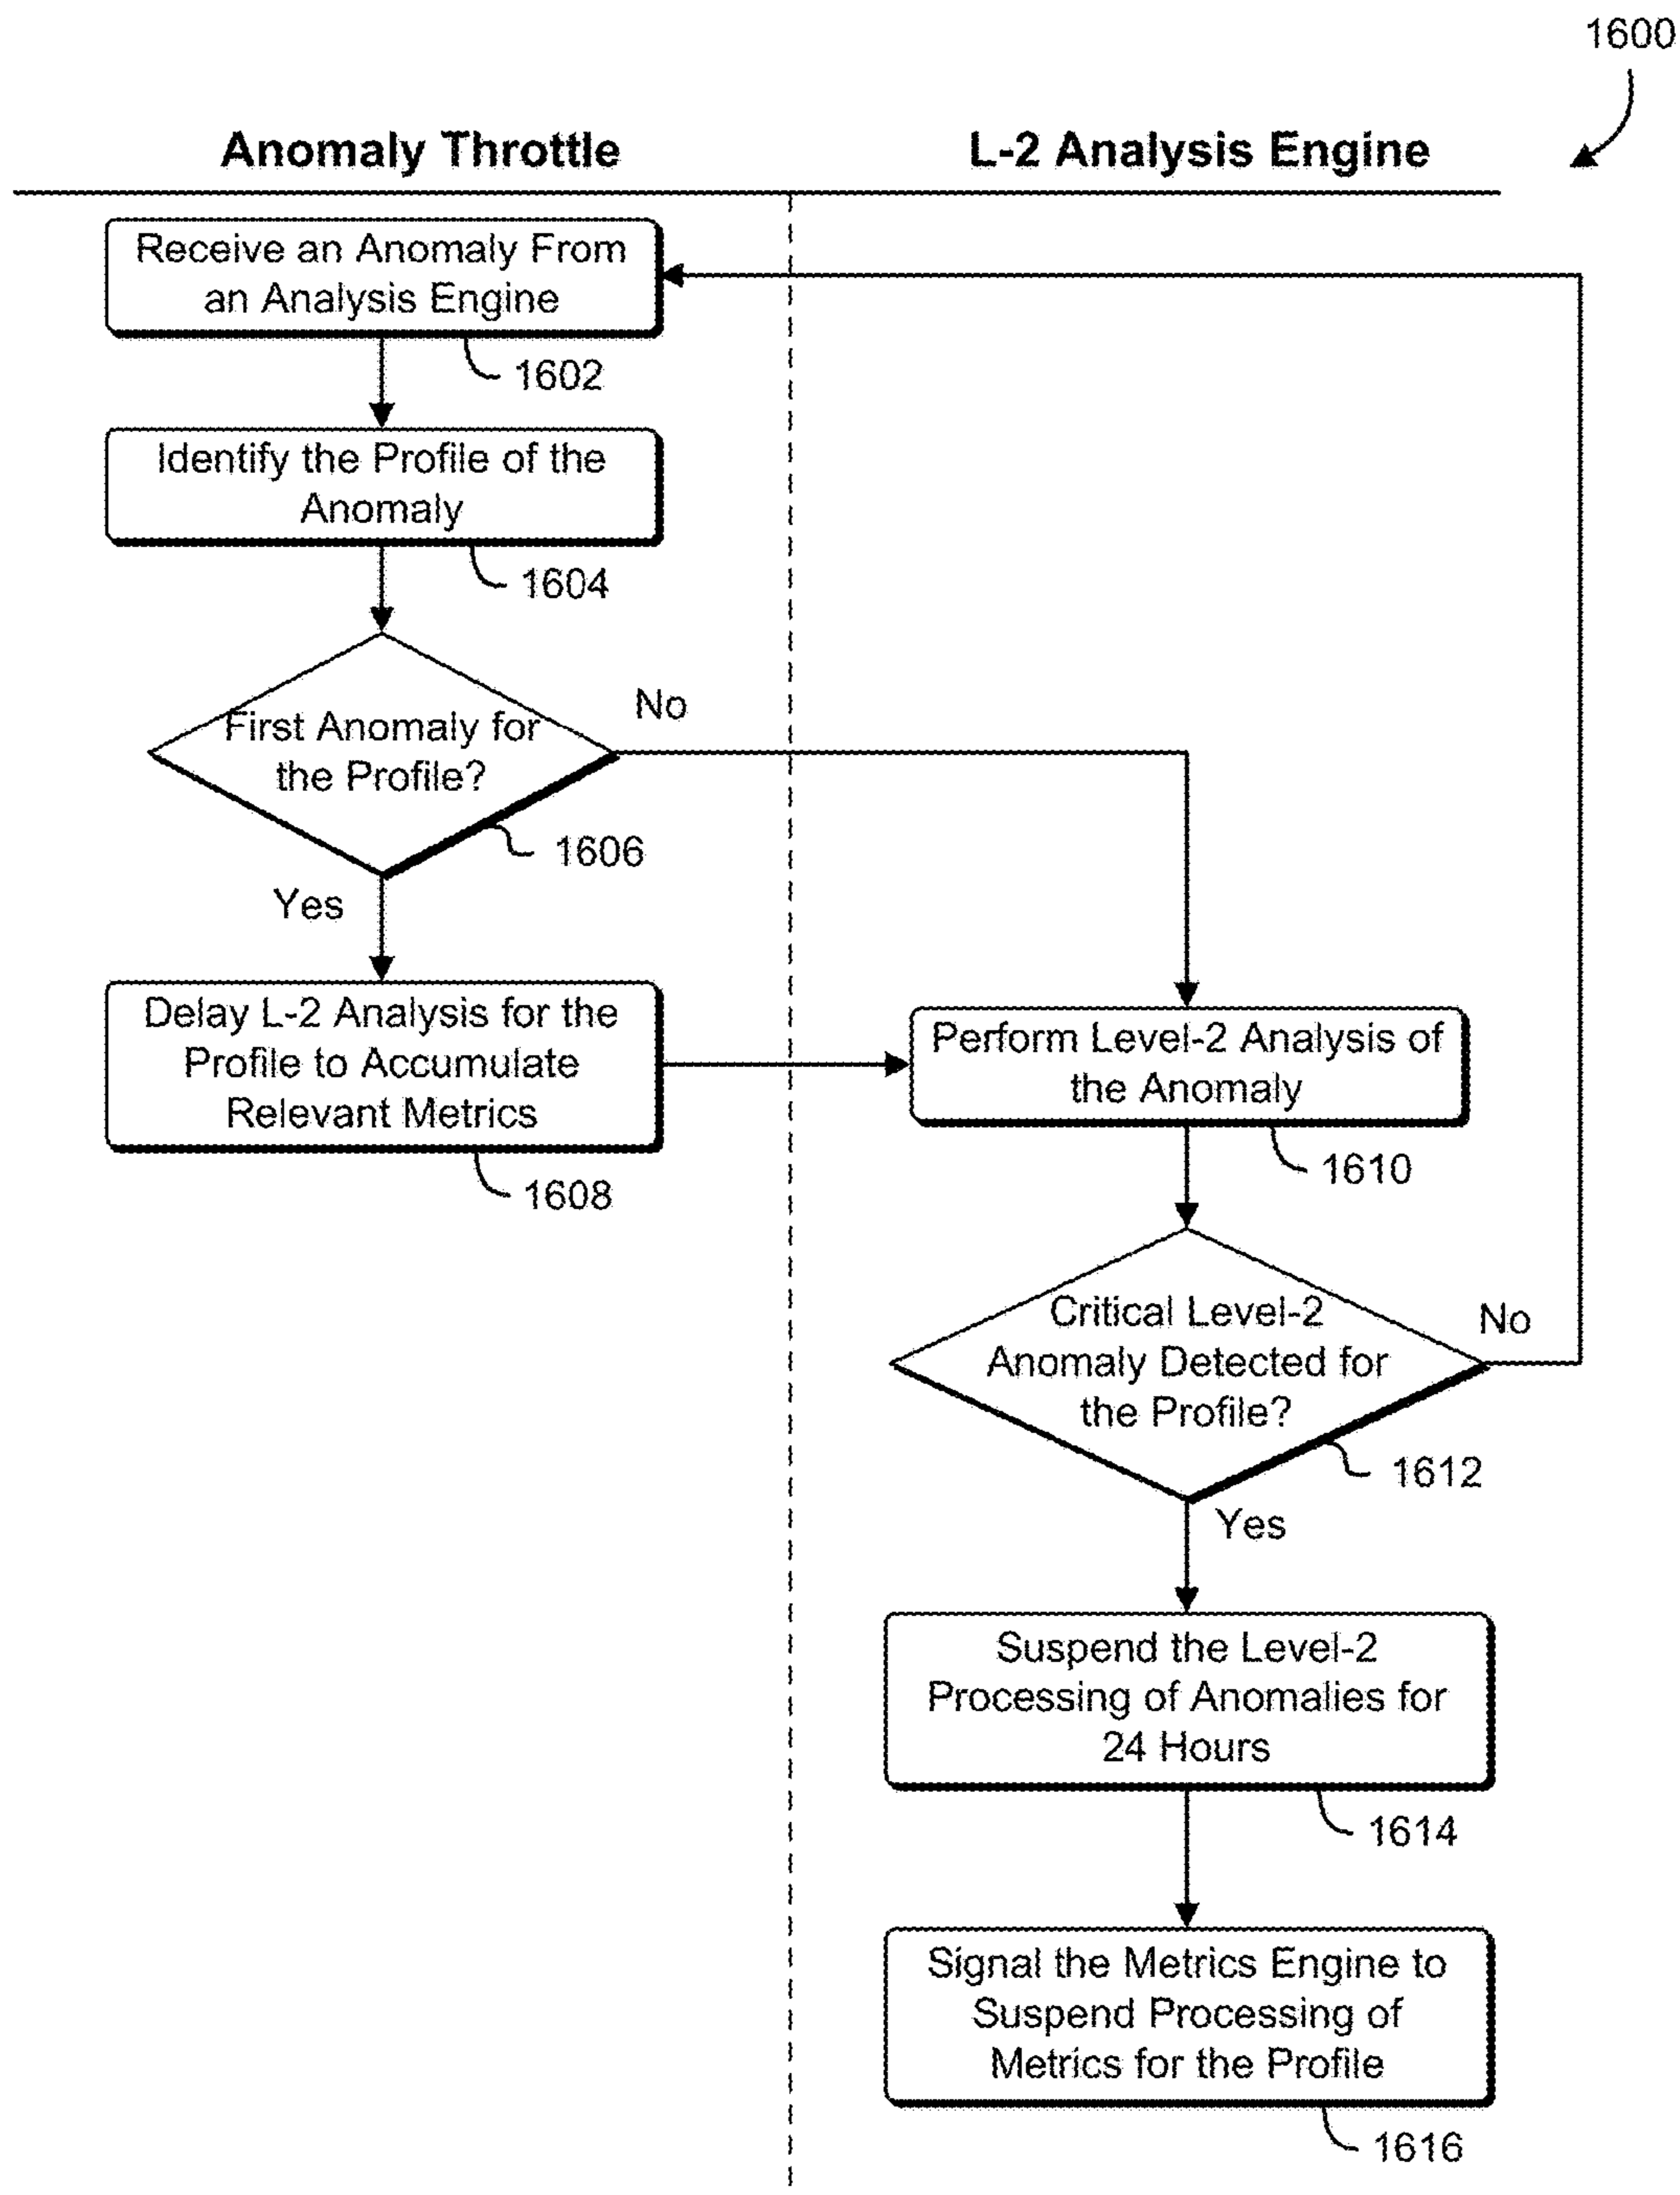 1600
Anomaly Throttle
L-2 Analysis Engine
Receive an Anomaly From
an Analysis Engine
1602
Identify the Profile of the
Anomaly
1604
First Anomaly for
the Profile?
No
1606
Yes
Delay L-2 Analysis for the
Profile to Accumulate
Relevant Metrics
1608
Perform Level-2 Analysis of
the Anomaly
1610
Critical Level-2
Anomaly Detected for
the Profile?
No
1612
Yes
Suspend the Level-2
Processing of Anomalies for
24 Hours
1614
Signal the Metrics Engine to
Suspend Processing of
Metrics for the Profile
1616